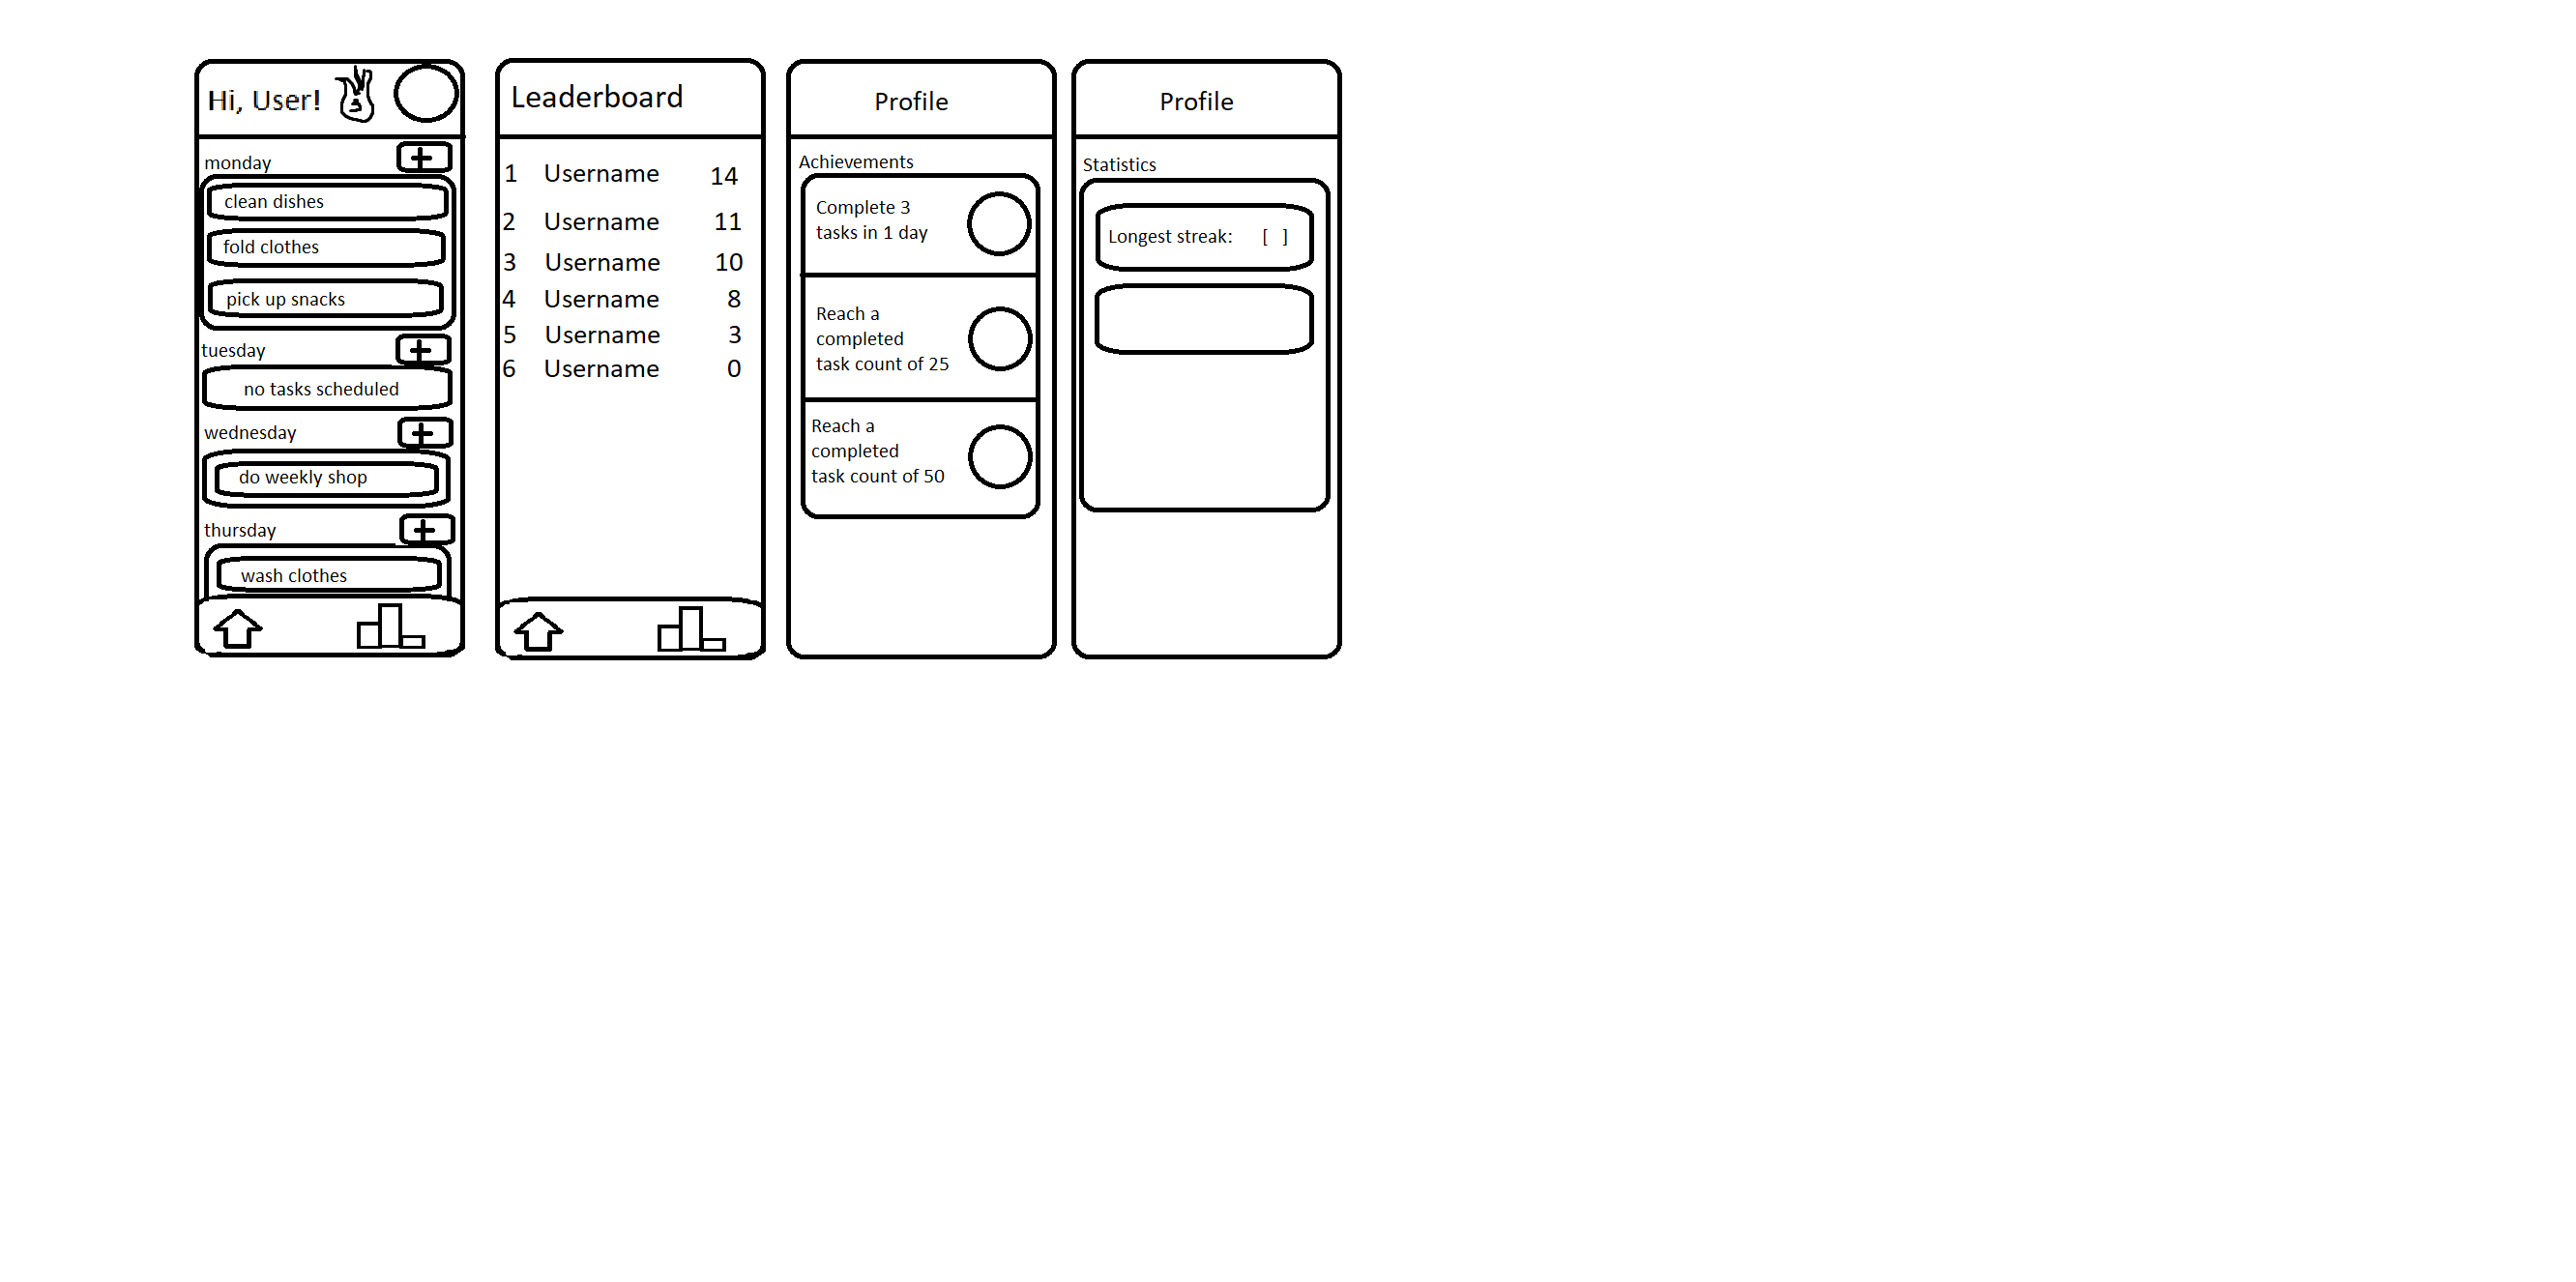 Hi, User!
monday
clean dishes
fold clothes
pick up snacks
tuesday
no tasks scheduled
wednesday
do weekly shop
thursday
wash clothes
Leaderboard
1 Username 14
2 Username 11
3 Username 10
4 Username 8
5 Username 3
6 Username 0
Profile
Achievements
Complete 3
tasks in 1 day
Reach a
completed
task count of 25
Reach a
completed
task count of 50
Profile
Statistics
Longest streak: [ ]